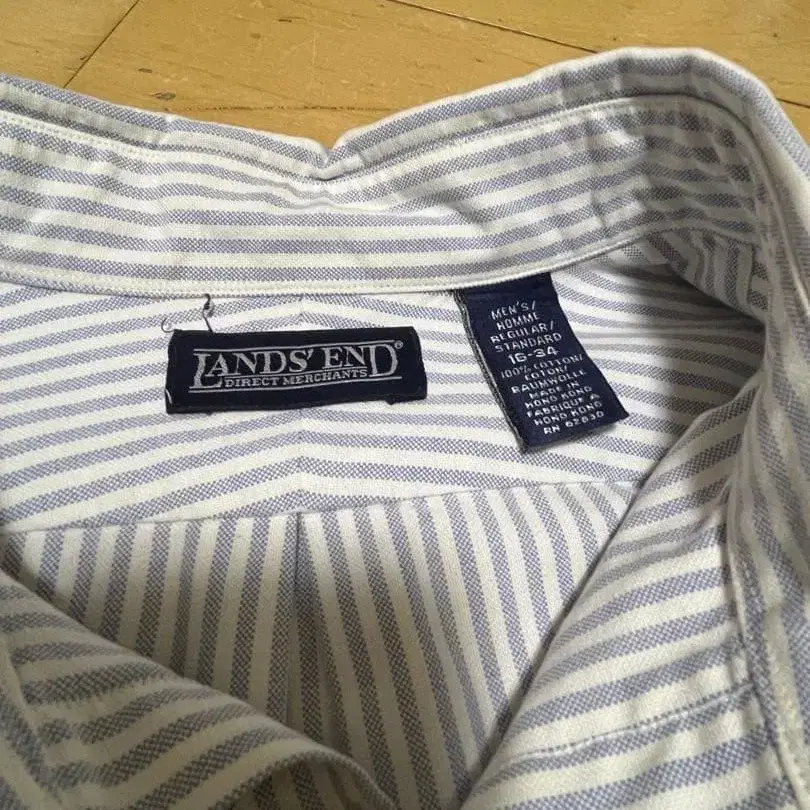 LANDS' END®
DIRECT MERCHANTS
MEN'S/
HOMME
REGULAR/
STANDARD
16-34
100% COTTON/
COTON/
BAUMWOLLE
MADE IN
HONG KONG
FABRIQUE A
HONG KONG
RN 62830